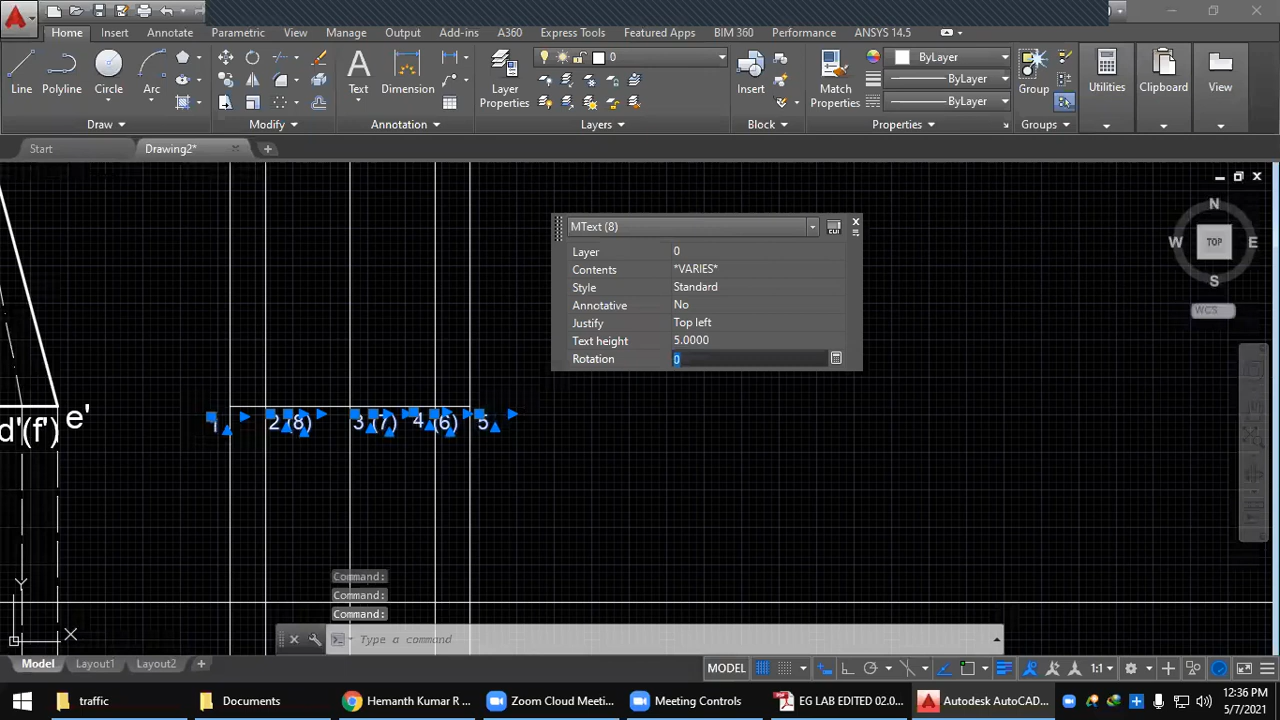 Home Insert Annotate Parametric View Manage Output Add-ins A360 Express Tools Featured Apps BIM 360 Performance ANSYS 14.5
0 ByLayer
ByLayer
ByLayer
Line Polyline Circle Arc Text Dimension Layer Properties Insert Match Properties Group Utilities Clipboard View
Draw Modify Annotation Layers Block Properties Groups
Start Drawing2*
N
W TOP E
S
WCS
MText (8)
Layer 0
Contents *VARIES*
Style Standard
Annotative No
Justify Top left
Text height 5.0000
Rotation 0
d'(f') e' 1 2 (8) 3 (7) 4 (6) 5
Y
X
Command:
Command:
Command:
Type a command
Model Layout1 Layout2 MODEL 1:1
traffic Documents Hemanth Kumar R ... Zoom Cloud Meeti... Meeting Controls EG LAB EDITED 02.0... Autodesk AutoCAD...
12:36 PM
5/7/2021